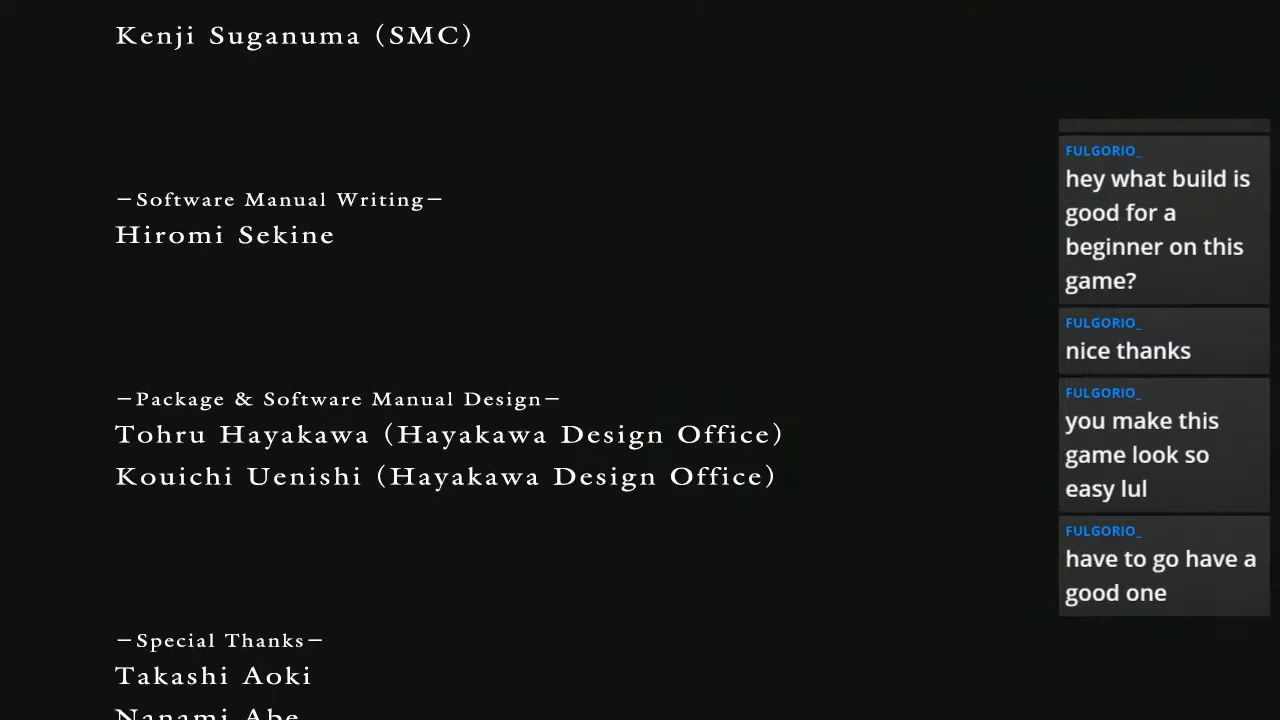 Kenji Suganuma (SMC)
—Software Manual Writing—
Hiromi Sekine
—Package & Software Manual Design—
Tohru Hayakawa (Hayakawa Design Office)
Kouichi Uenishi (Hayakawa Design Office)
—Special Thanks—
Takashi Aoki
Nanami Abe
FULGORIO_
hey what build is
good for a
beginner on this
game?
FULGORIO_
nice thanks
FULGORIO_
you make this
game look so
easy lul
FULGORIO_
have to go have a
good one